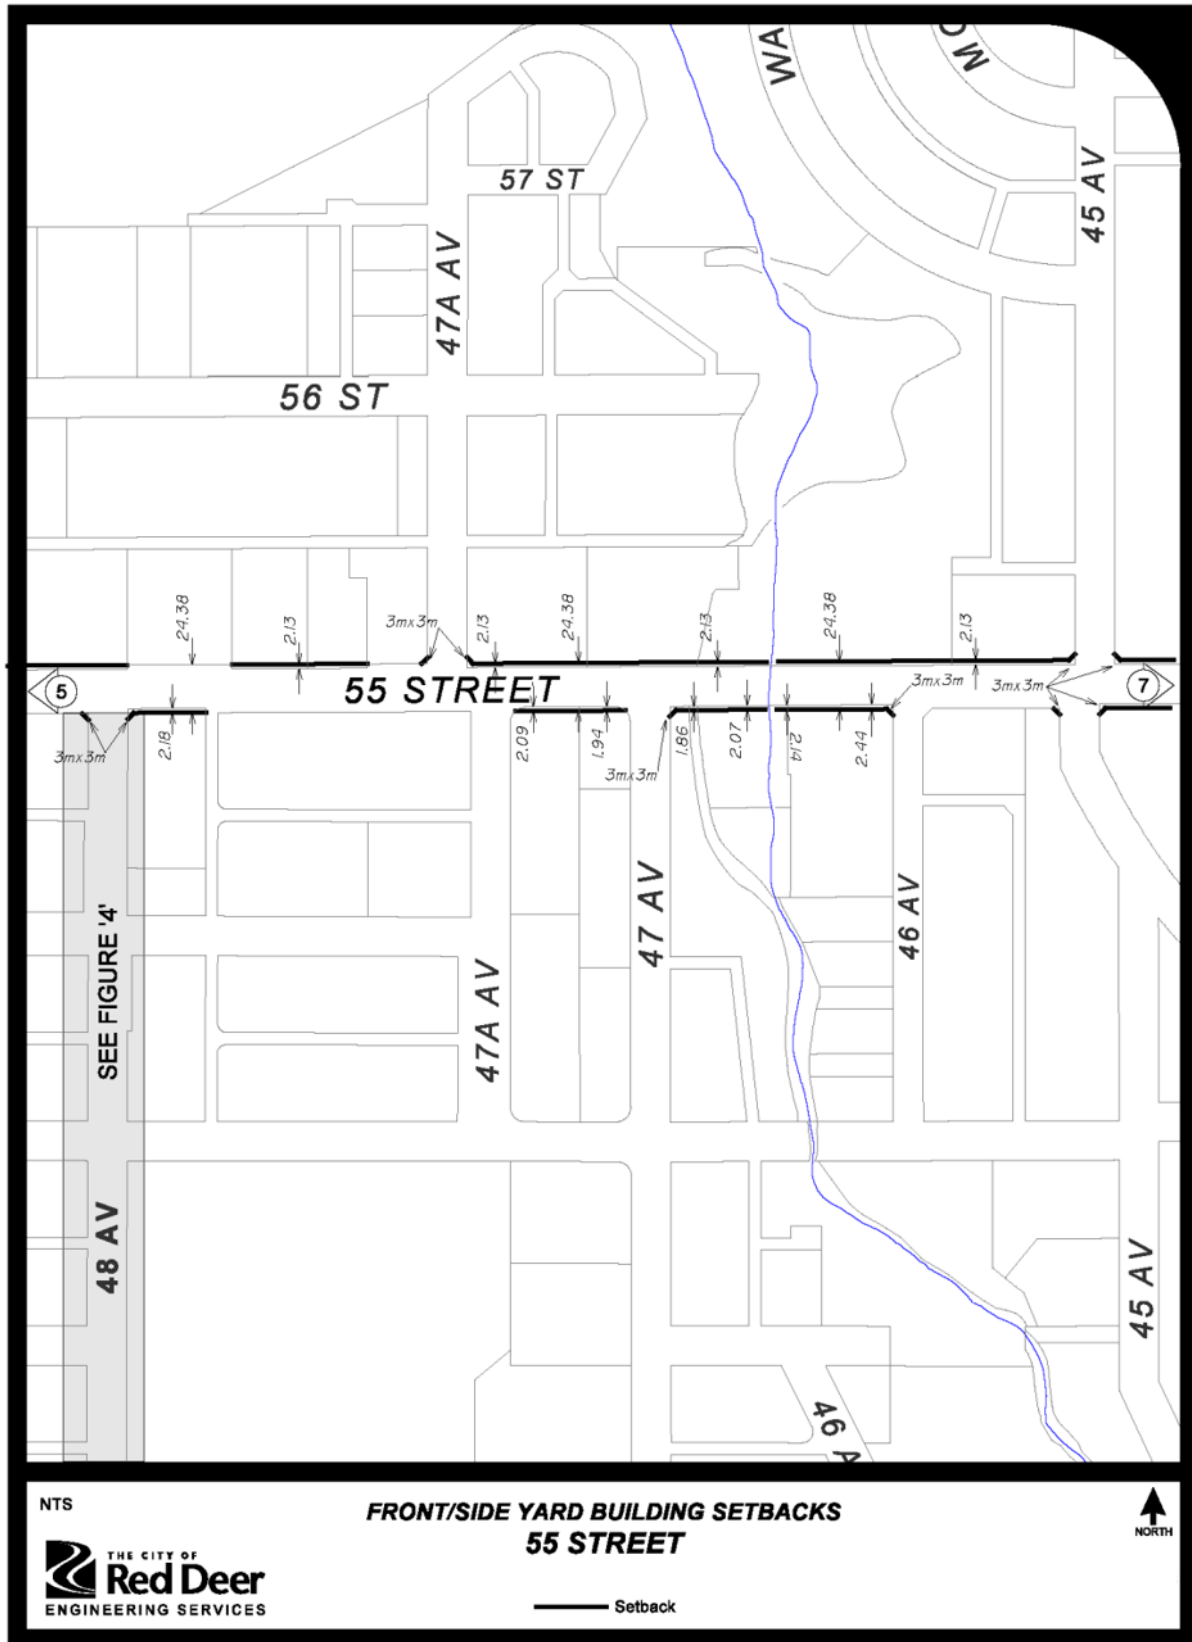 WA
MO
45 AV
57 ST
47A AV
56 ST
24.38
2.13
3mx3m
2.13
24.38
2.13
24.38
2.13
5
55 STREET
3mx3m
3mx3m
7
3mx3m
2.18
2.09
1.94
3mx3m
1.86
2.07
2.14
2.44
SEE FIGURE '4'
47A AV
47 AV
46 AV
48 AV
45 AV
46 A
NTS
FRONT/SIDE YARD BUILDING SETBACKS
55 STREET
NORTH
THE CITY OF
Red Deer
ENGINEERING SERVICES
Setback